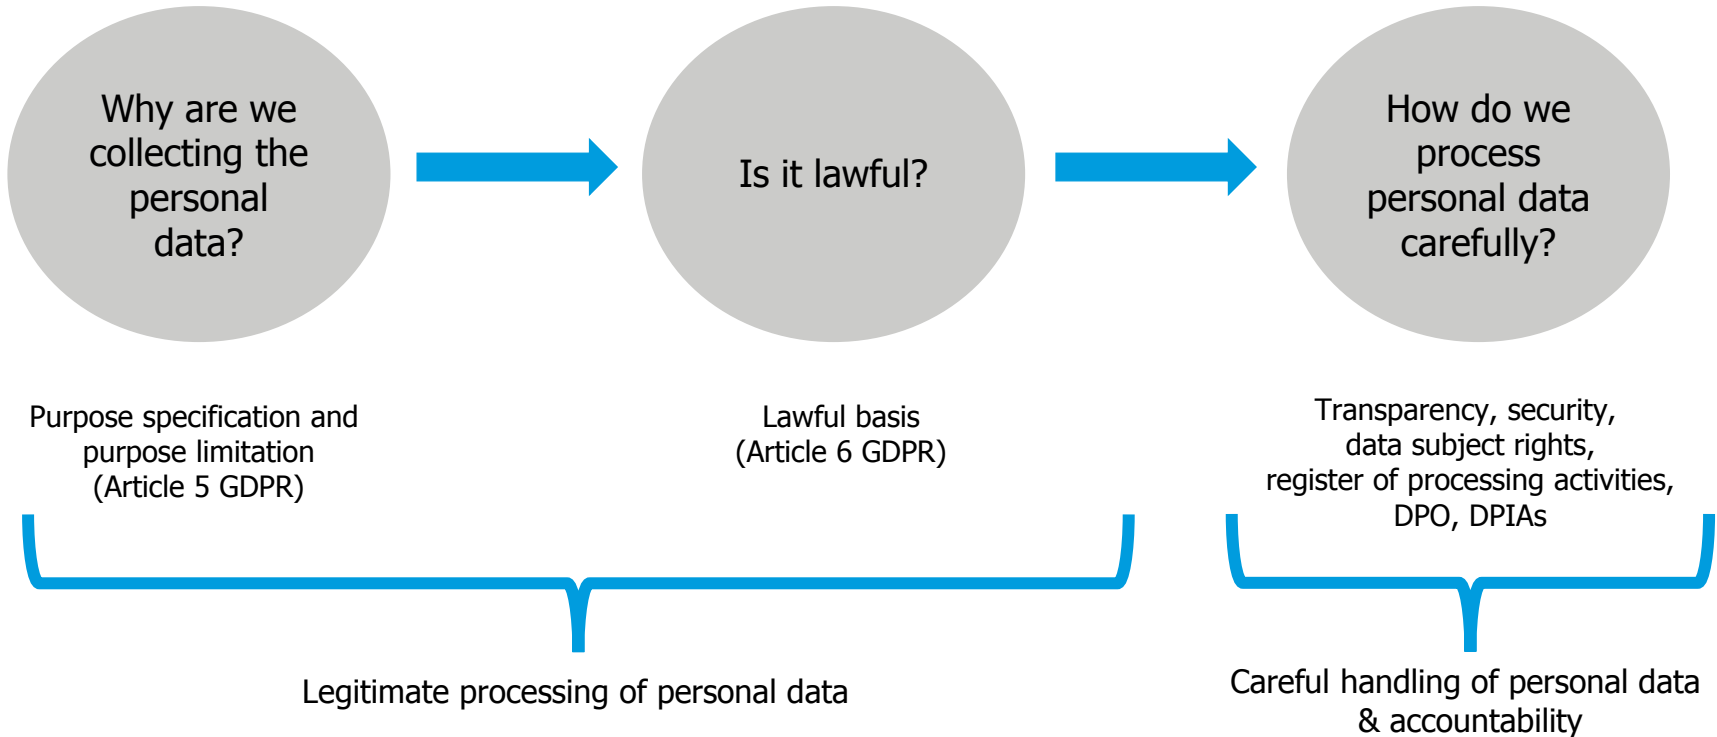 Why are we
collecting the
personal
data?
Is it lawful?
How do we
process
personal data
carefully?
Purpose specification and
purpose limitation
(Article 5 GDPR)
Lawful basis
(Article 6 GDPR)
Transparency, security,
data subject rights,
register of processing activities,
DPO, DPIAs
Legitimate processing of personal data
Careful handling of personal data
& accountability